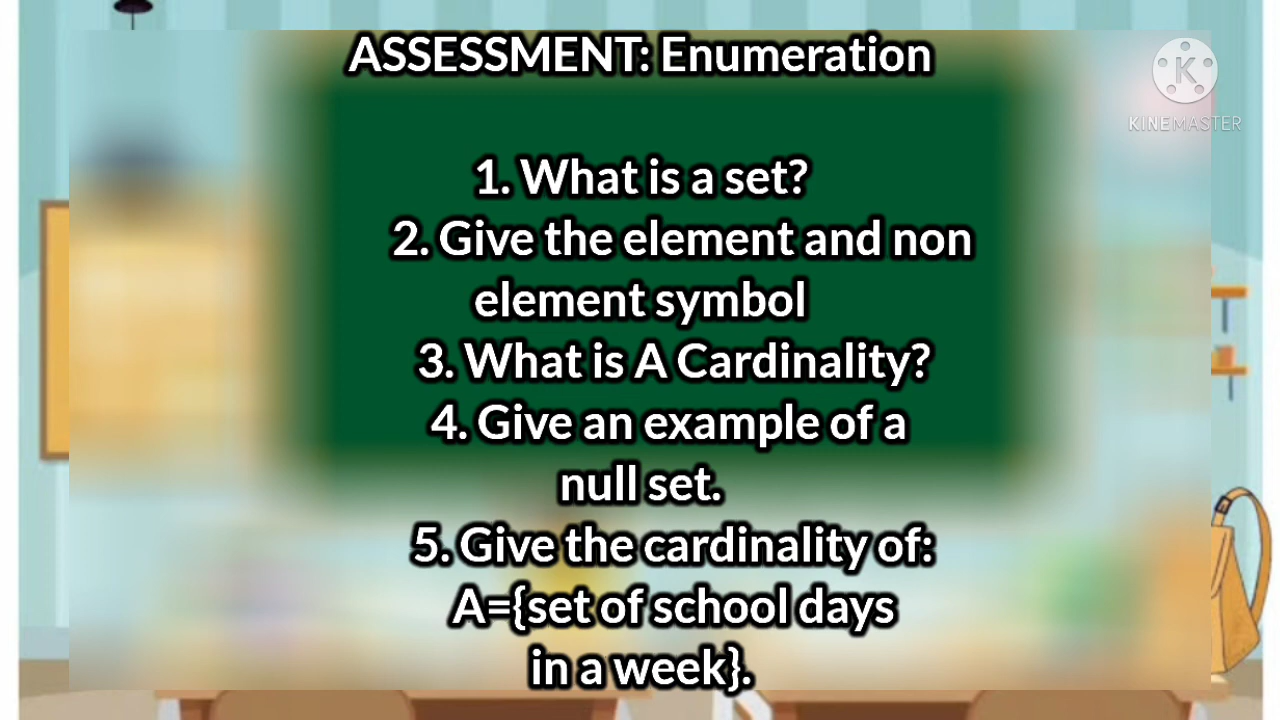 ASSESSMENT: Enumeration
KINEMASTER
1. What is a set?
2. Give the element and non
element symbol
3. What is A Cardinality?
4. Give an example of a
null set.
5. Give the cardinality of:
A={set of school days
in a week}.